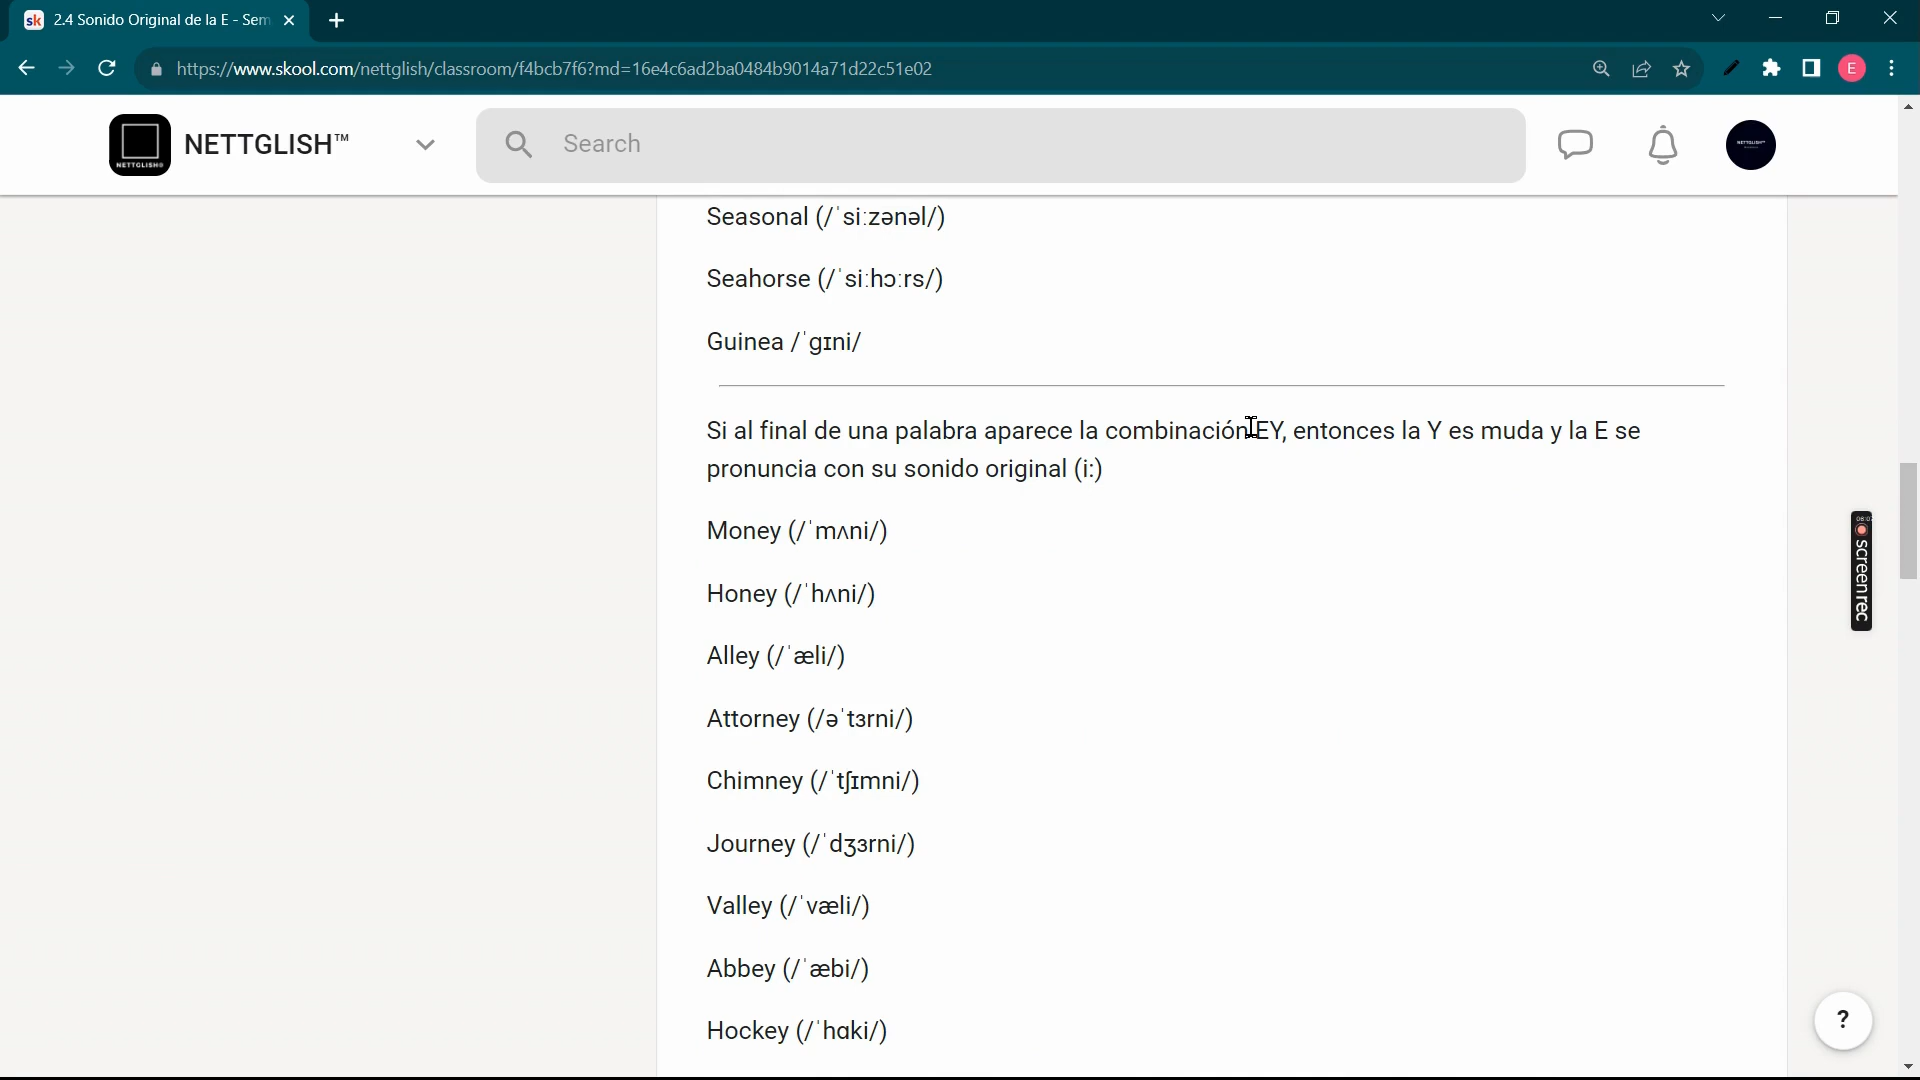 sk 2.4 Sonido Original de la E - Sem
https://www.skool.com/nettglish/classroom/f4bcb7f6?md=16e4c6ad2ba0484b9014a71d22c51e02
E
NETTGLISH®
NETTGLISH™
Search
Seasonal (/ˈsiːzənəl/)
Seahorse (/ˈsiːhɔːrs/)
Guinea /ˈɡɪni/
Si al final de una palabra aparece la combinación EY, entonces la Y es muda y la E se
pronuncia con su sonido original (i:)
Money (/ˈmʌni/)
Honey (/ˈhʌni/)
Alley (/ˈæli/)
Attorney (/əˈtɜrni/)
Chimney (/ˈtʃɪmni/)
Journey (/ˈdʒɜrni/)
Valley (/ˈvæli/)
Abbey (/ˈæbi/)
Hockey (/ˈhɑki/)
screenrec
?